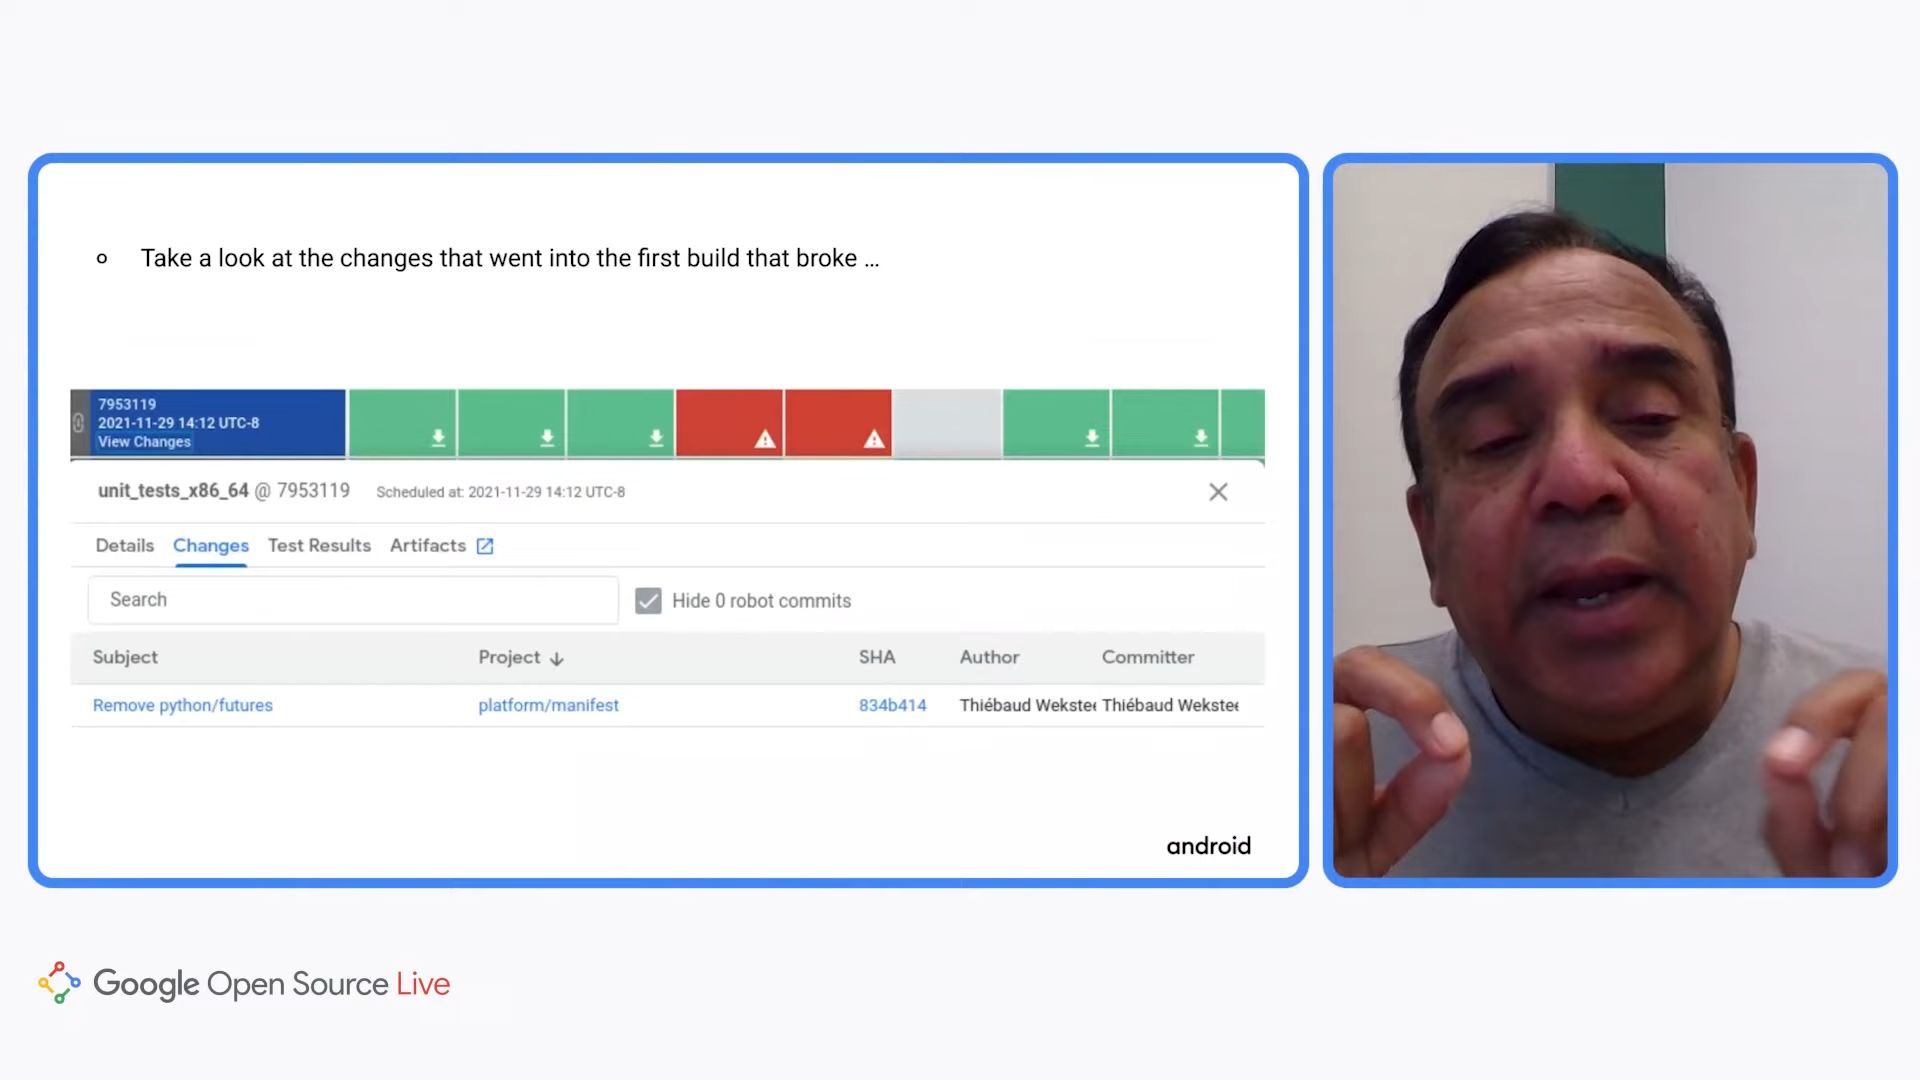 Take a look at the changes that went into the first build that broke ...
7953119
2021-11-29 14:12 UTC-8
View Changes
unit_tests_x86_64 @ 7953119 Scheduled at: 2021-11-29 14:12 UTC-8
Details Changes Test Results Artifacts
Search Hide 0 robot commits
Subject Project SHA Author Committer
Remove python/futures platform/manifest 834b414 Thiébaud Wekstee Thiébaud Wekstee
android
Google Open Source Live